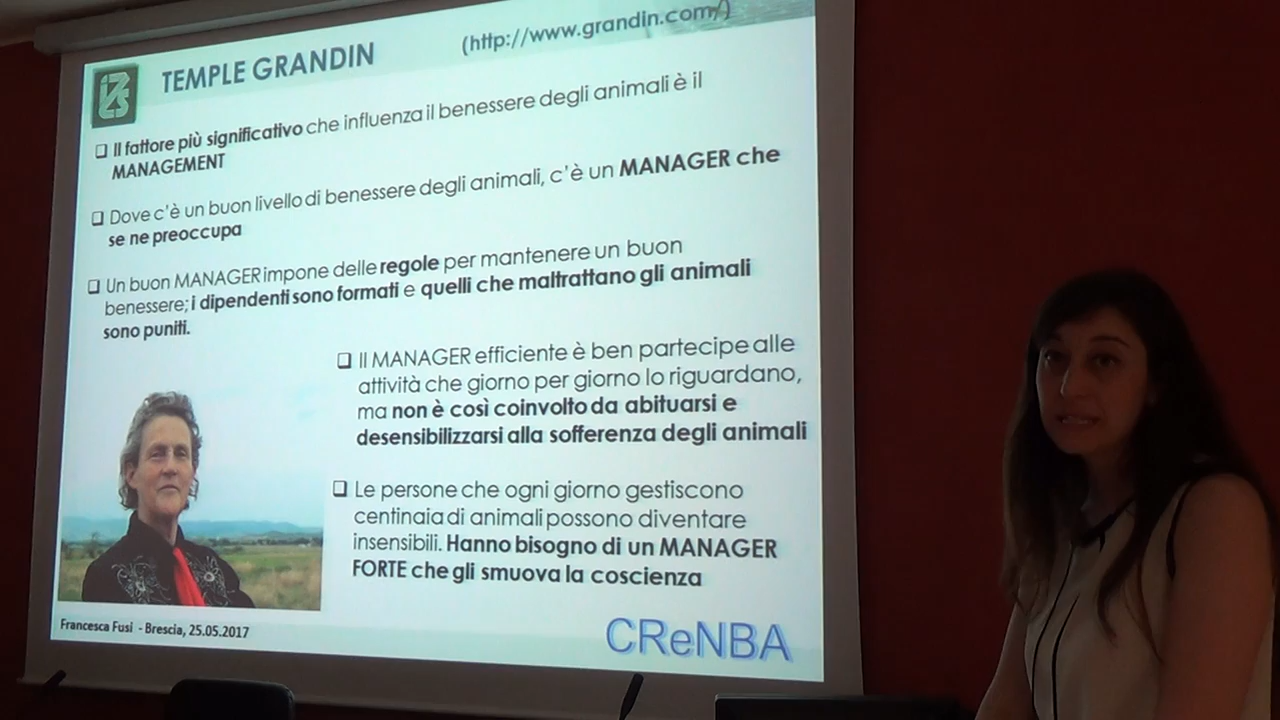 TEMPLE GRANDIN (http://www.grandin.com/)
IZSLER
❑ Il fattore più significativo che influenza il benessere degli animali è il
MANAGEMENT
❑ Dove c'è un buon livello di benessere degli animali, c'è un MANAGER che
se ne preoccupa
❑ Un buon MANAGER impone delle regole per mantenere un buon
benessere; i dipendenti sono formati e quelli che maltrattano gli animali
sono puniti.
❑ Il MANAGER efficiente è ben partecipe alle
attività che giorno per giorno lo riguardano,
ma non è così coinvolto da abituarsi e
desensibilizzarsi alla sofferenza degli animali
❑ Le persone che ogni giorno gestiscono
centinaia di animali possono diventare
insensibili. Hanno bisogno di un MANAGER
FORTE che gli smuova la coscienza
Francesca Fusi - Brescia, 25.05.2017
CReNBA